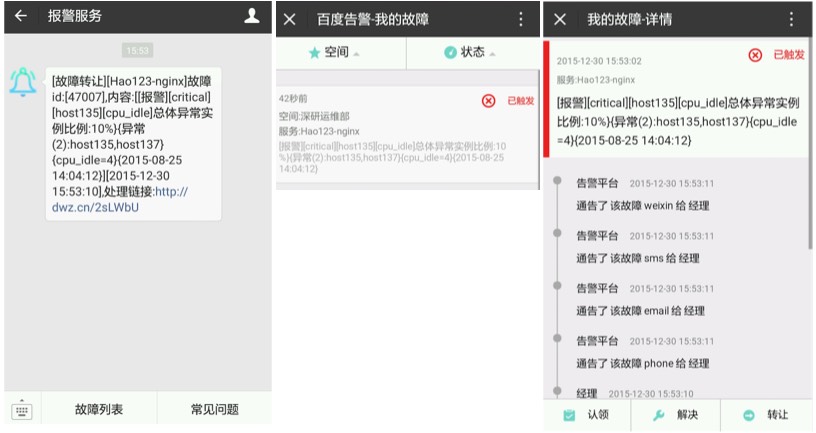 报警服务
15:53
[故障转让][Hao123-nginx]故障
id:[47007],内容:[[报警][critical]
[host135][cpu_idle]总体异常实
例比例:10%}{异常
(2):host135,host137}
{cpu_idle=4}{2015-08-25
14:04:12}][2015-12-30
15:53:10],处理链接:http://
dwz.cn/2sLWbU
故障列表
常见问题
百度告警-我的故障
空间
状态
42秒前
已触发
空间:深研运维部
服务:Hao123-nginx
[报警][critical][host135][cpu_idle]总体异常实例比例:10
%}{异常(2):host135,host137}{cpu_idle=4}{2015-08-25
14:04:12}
我的故障-详情
2015-12-30 15:53:02
已触发
服务:Hao123-nginx
[报警][critical][host135][cpu_idle]总体异常实例
比例:10%}{异常(2):host135,host137}{cpu_idle
=4}{2015-08-25 14:04:12}
告警平台 2015-12-30 15:53:11
通告了 该故障 weixin 给 经理
告警平台 2015-12-30 15:53:11
通告了 该故障 sms 给 经理
告警平台 2015-12-30 15:53:11
通告了 该故障 email 给 经理
告警平台 2015-12-30 15:53:11
通告了 该故障 phone 给 经理
经理 2015-12-30 15:53:10
认领
解决
转让